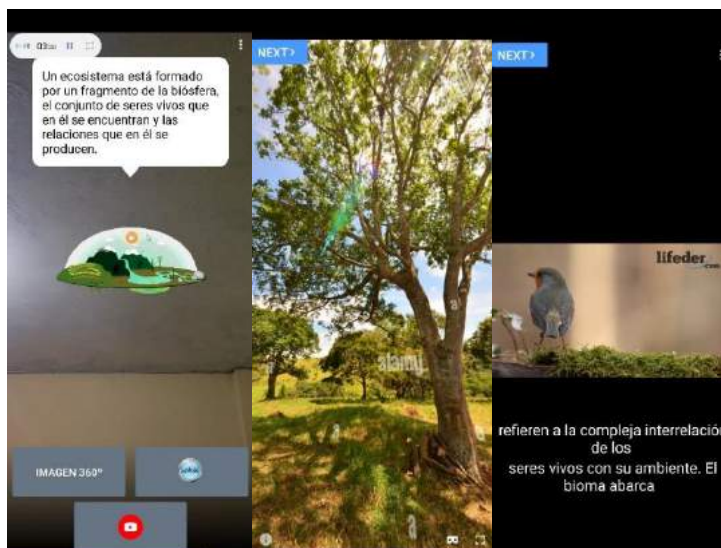 Un ecosistema está formado
por un fragmento de la biósfera,
el conjunto de seres vivos que
en él se encuentran y las
relaciones que en él se
producen.
IMAGEN 360º
NEXT>
alamy
a
a
a
a
NEXT>
lifeder
.com
refieren a la compleja interrelación
de los
seres vivos con su ambiente. El
bioma abarca